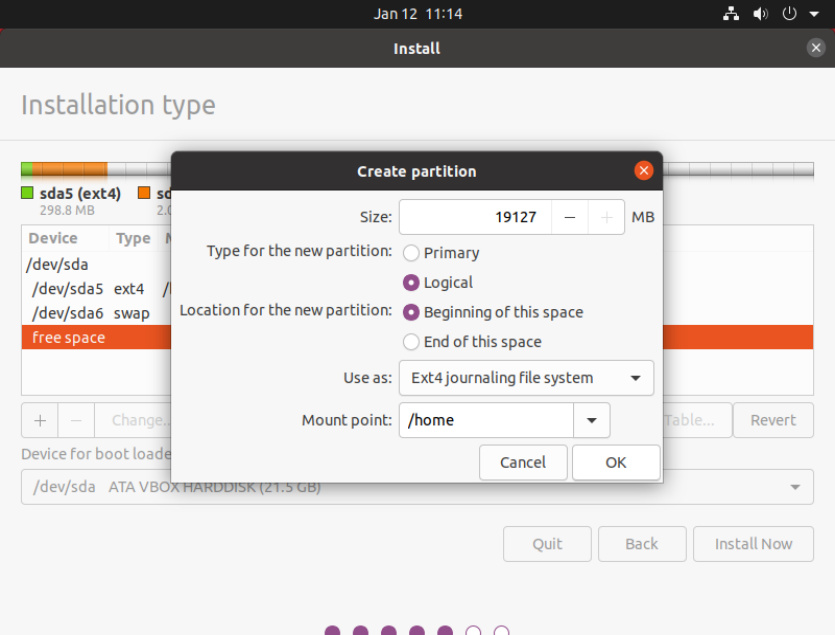 Jan 12 11:14
Install
Installation type
Create partition
sda5 (ext4)
298.8 MB
Size: 19127 MB
Device Type
Type for the new partition: Primary
/dev/sda
Logical
/dev/sda5 ext4
Location for the new partition: Beginning of this space
/dev/sda6 swap
free space
End of this space
Use as: Ext4 journaling file system
Mount point: /home
Change... Table... Revert
Cancel OK
Device for boot loade
/dev/sda ATA VBOX HARDDISK (21.5 GB)
Quit Back Install Now